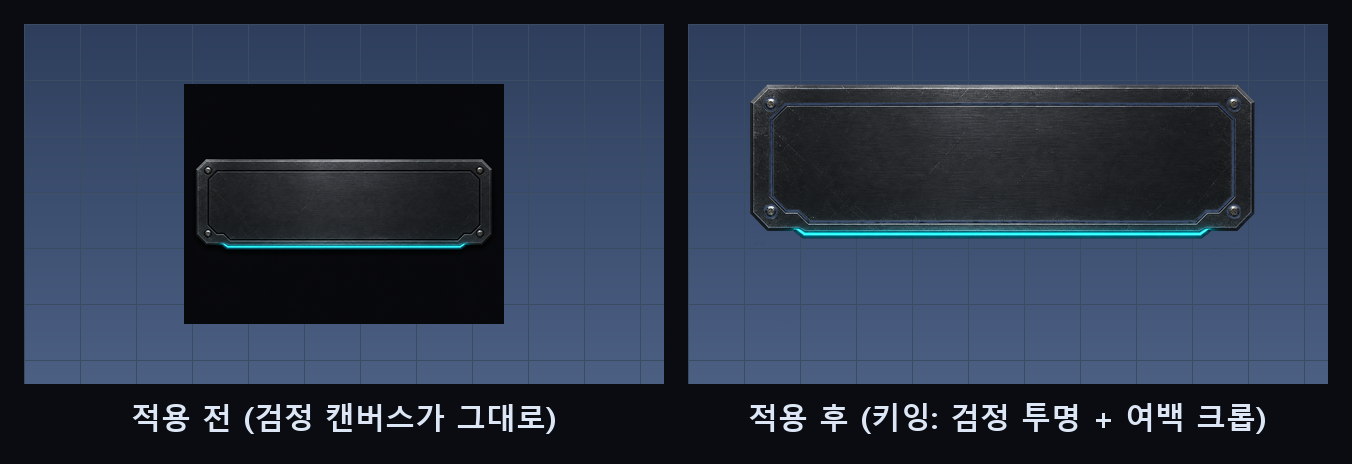 적용 전 (검정 캔버스가 그대로)
적용 후 (키잉: 검정 투명 + 여백 크롭)